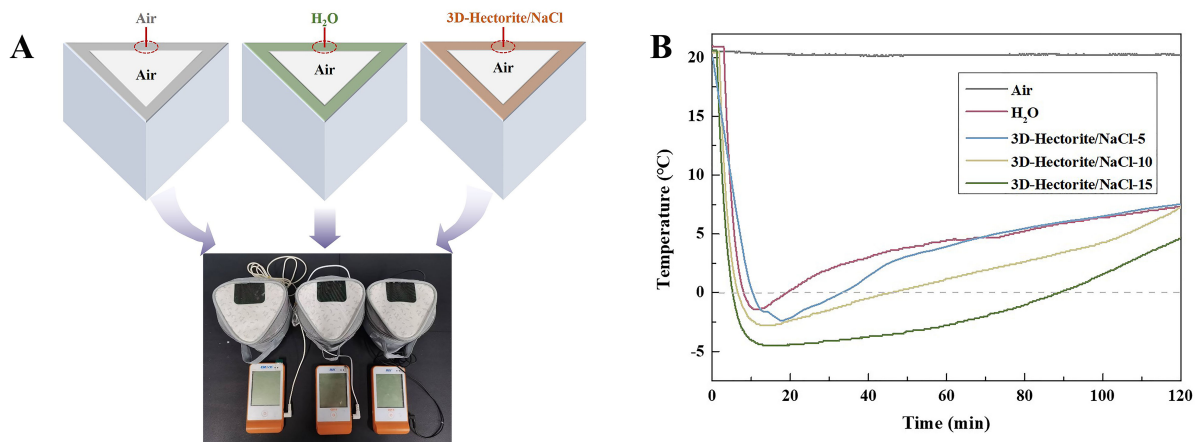 A
Air
H₂O
3D-Hectorite/NaCl
Air
Air
Air
B
Temperature (°C)
20
15
10
5
0
-5
Air
H₂O
3D-Hectorite/NaCl-5
3D-Hectorite/NaCl-10
3D-Hectorite/NaCl-15
0
20
40
60
80
100
120
Time (min)